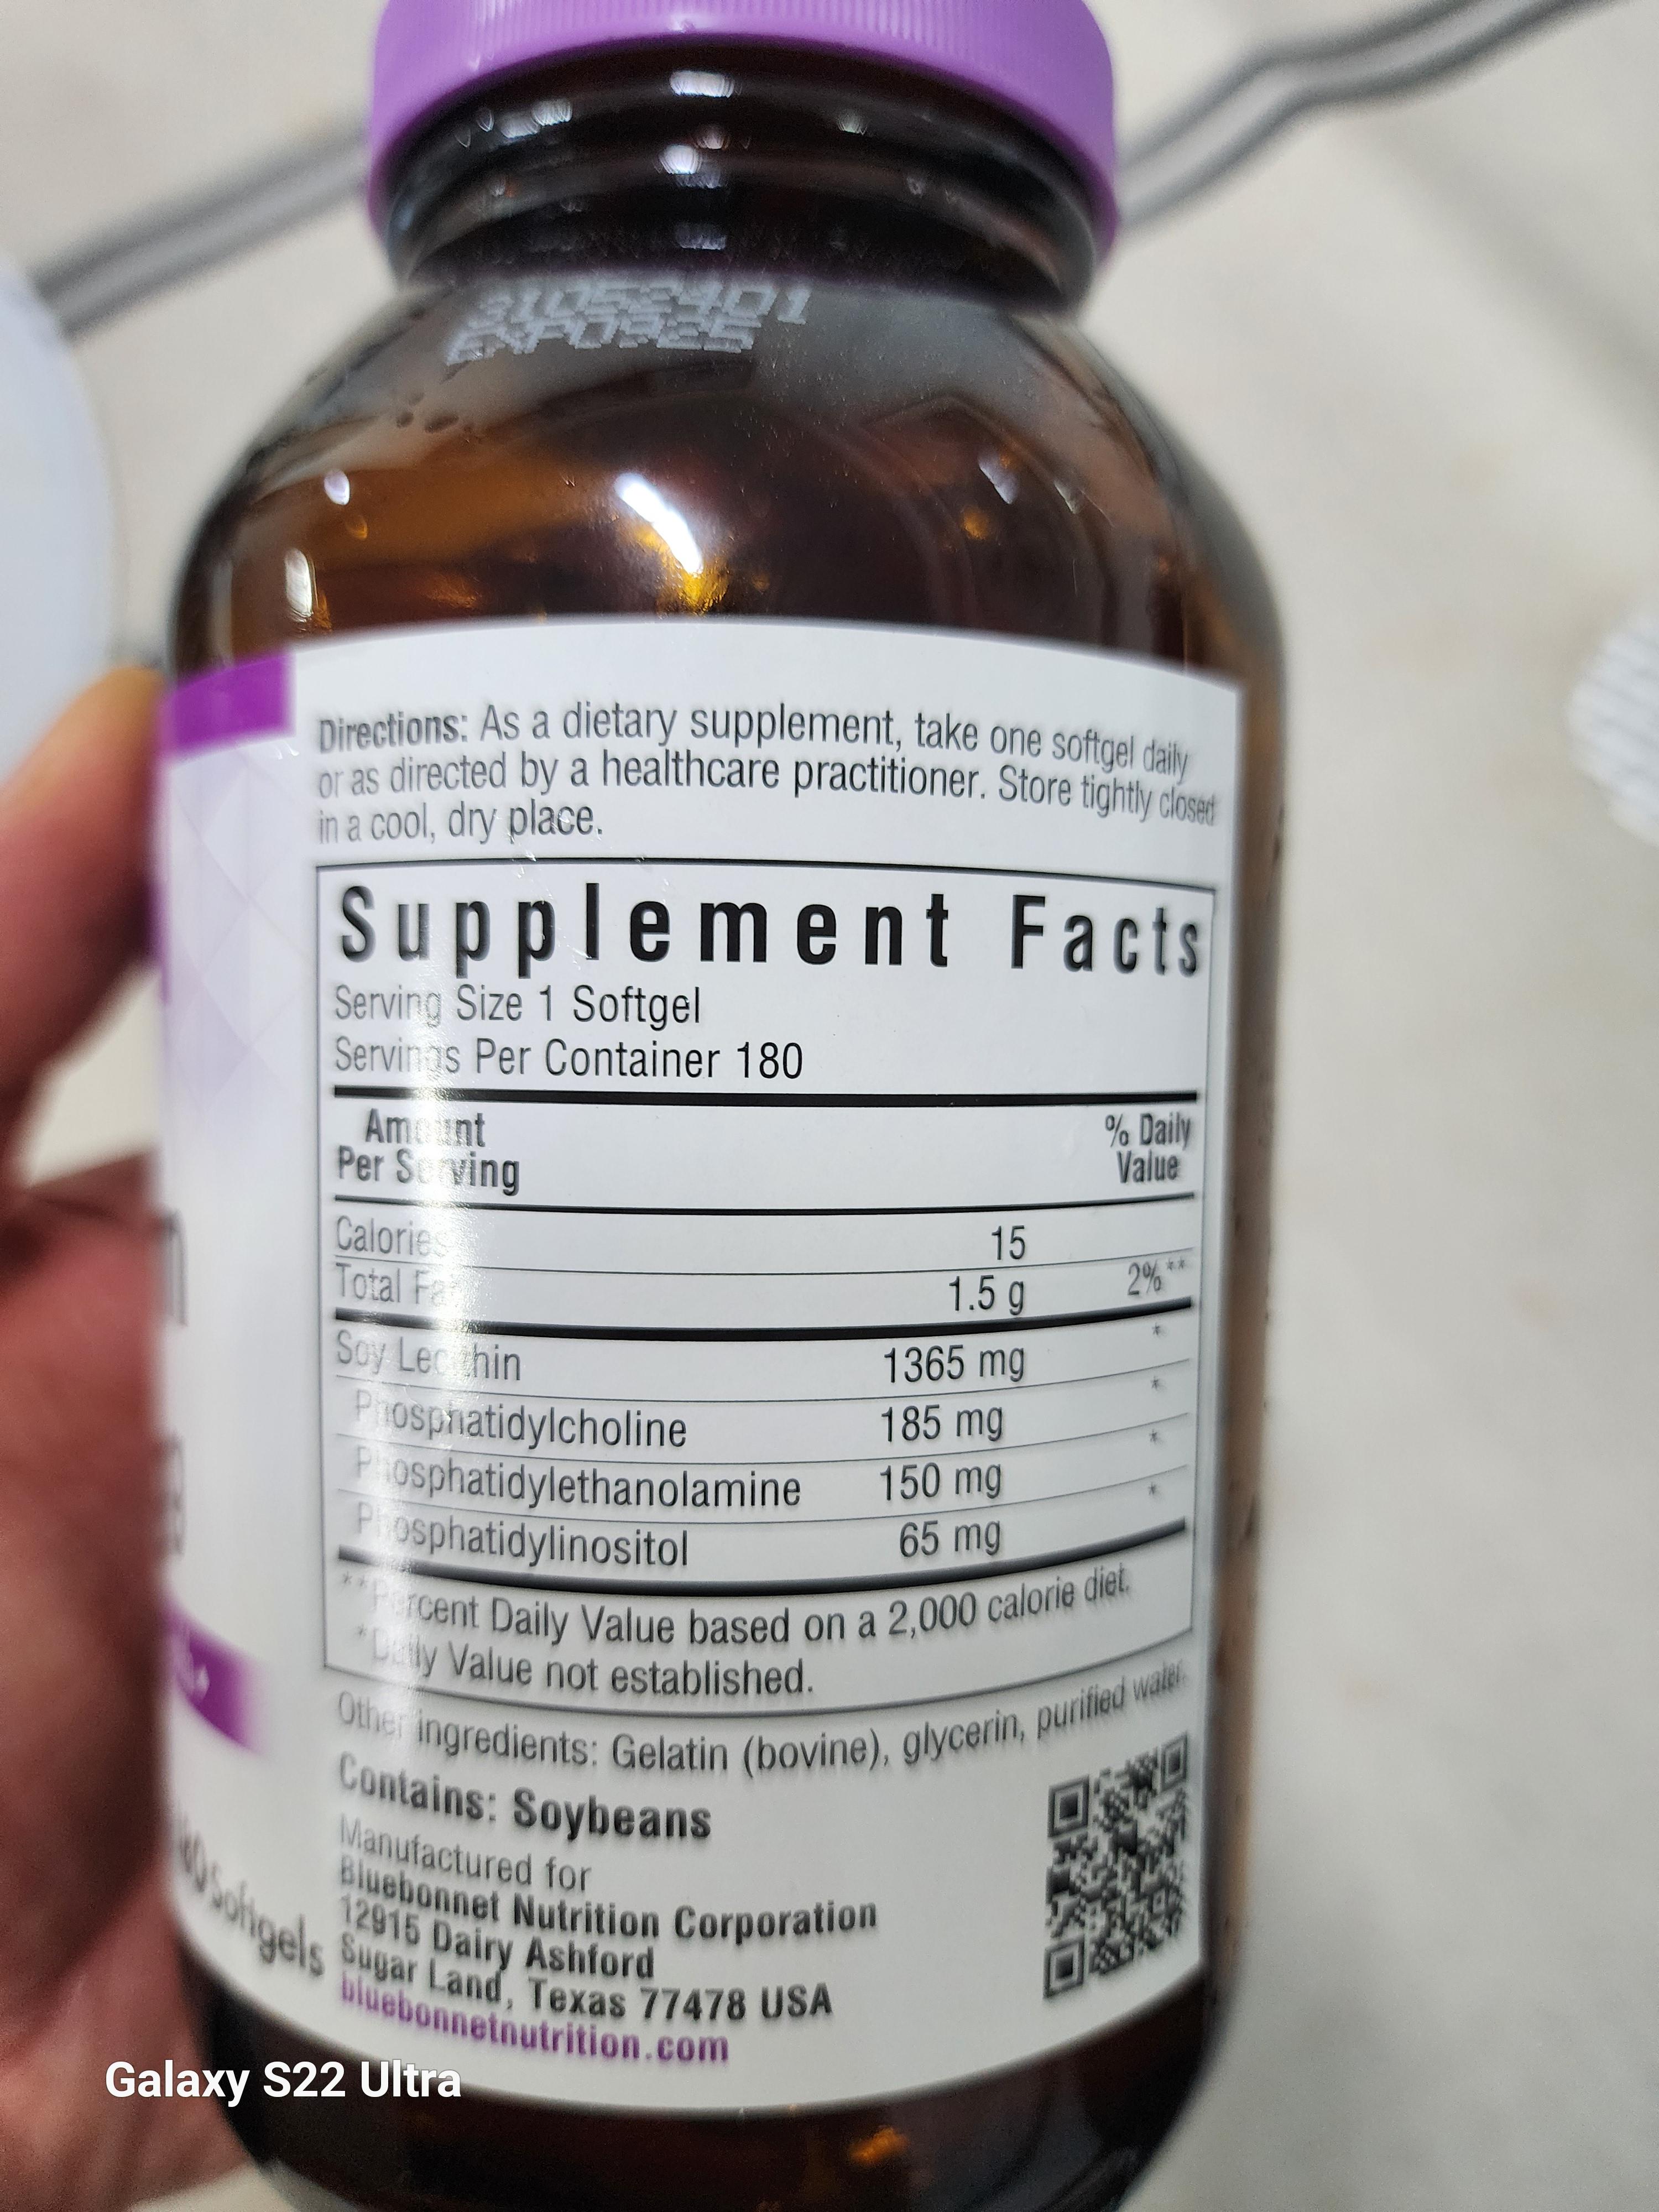 31052401
EXP0925
Directions: As a dietary supplement, take one softgel daily
or as directed by a healthcare practitioner. Store tightly closed
in a cool, dry place.
Supplement Facts
Serving Size 1 Softgel
Servings Per Container 180
Amount
Per Serving
% Daily
Value
Calories 15
Total Fat 1.5 g 2%**
Soy Lecithin 1365 mg *
Phosphatidylcholine 185 mg *
Phosphatidylethanolamine 150 mg *
Phosphatidylinositol 65 mg *
**Percent Daily Value based on a 2,000 calorie diet.
*Daily Value not established.
Other ingredients: Gelatin (bovine), glycerin, purified water.
Contains: Soybeans
Manufactured for
Bluebonnet Nutrition Corporation
12915 Dairy Ashford
Sugar Land, Texas 77478 USA
bluebonnetnutrition.com
180 Softgels
Galaxy S22 Ultra